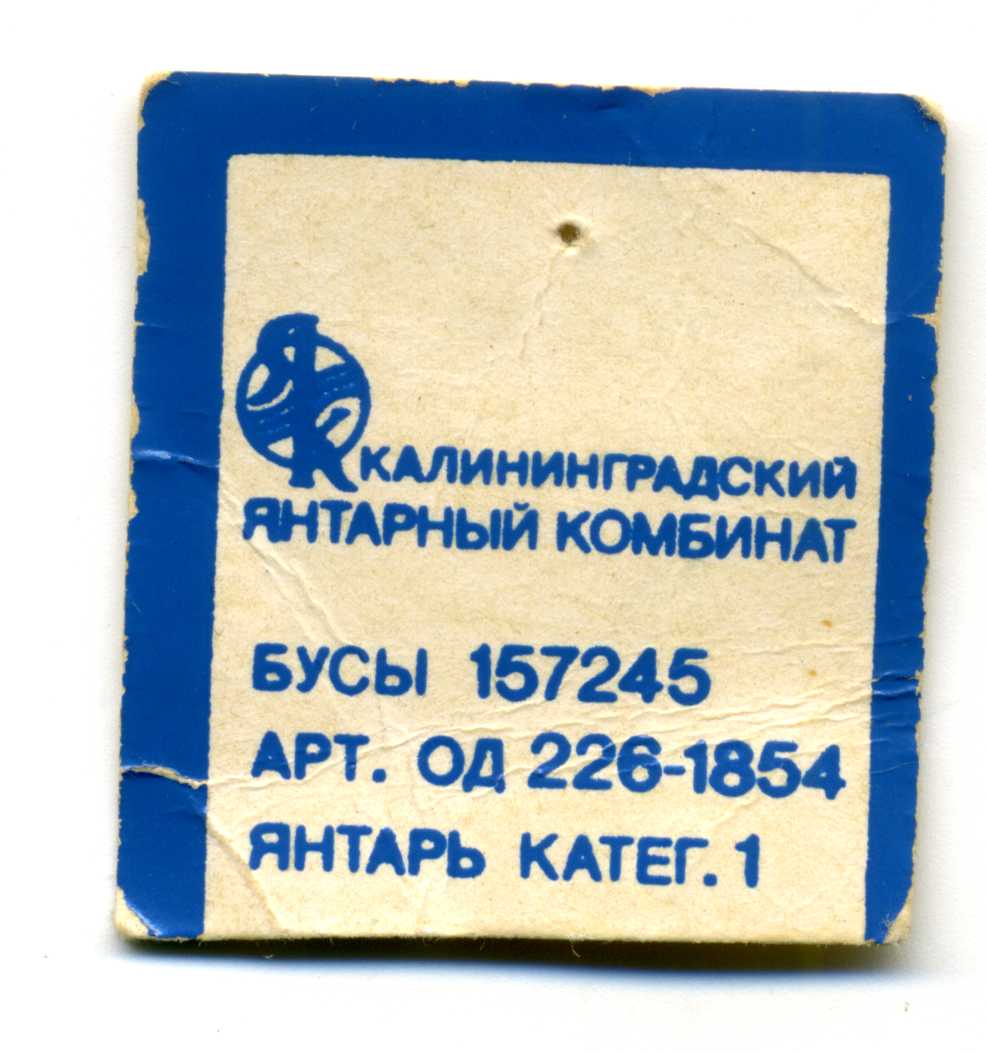 КАЛИНИНГРАДСКИЙ
ЯНТАРНЫЙ КОМБИНАТ
БУСЫ 157245
АРТ. ОД 226-1854
ЯНТАРЬ КАТЕГ. 1